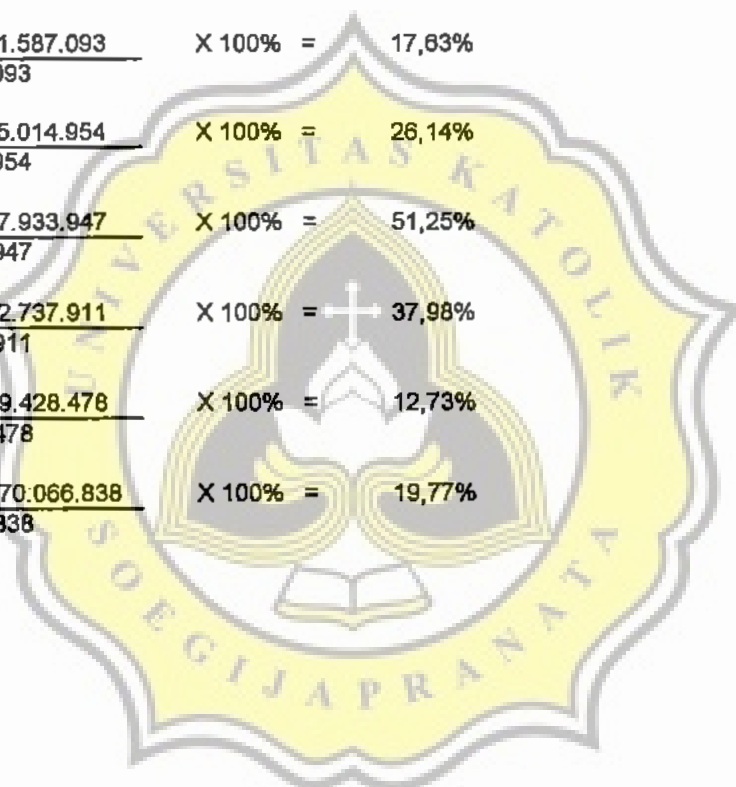 1.587.093 X 100% = 17,63%
093
5.014.954 X 100% = 26,14%
954
7.933.947 X 100% = 51,25%
947
2.737.911 X 100% = 37,98%
911
9.428.478 X 100% = 12,73%
478
70.066.838 X 100% = 19,77%
838
UNIVERSITAS KATOLIK
SOEGIJAPRANATA